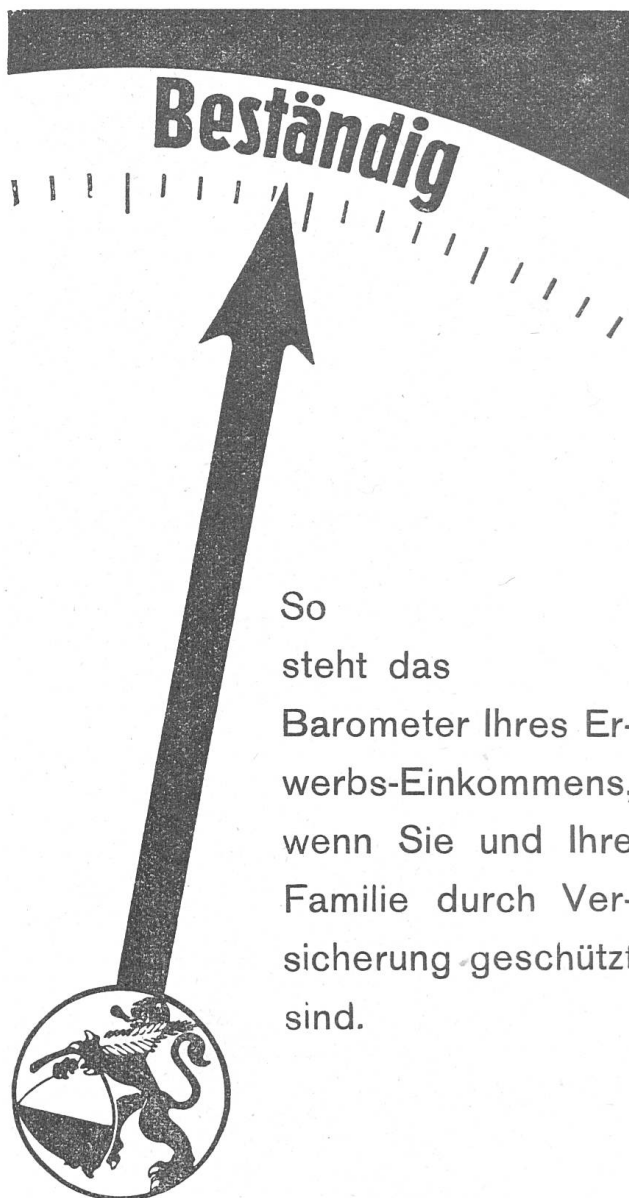 Beständig
So
steht das
Barometer Ihres Er-
werbs-Einkommens,
wenn Sie und Ihre
Familie durch Ver-
sicherung geschützt
sind.